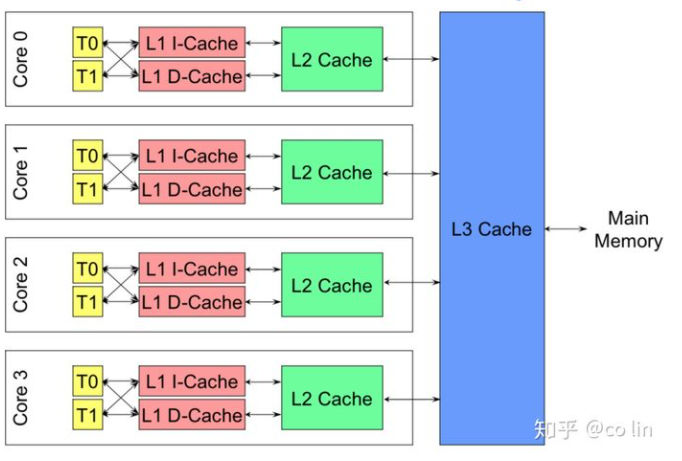 Core 0
T0
T1
L1 I-Cache
L1 D-Cache
L2 Cache
Core 1
T0
T1
L1 I-Cache
L1 D-Cache
L2 Cache
Core 2
T0
T1
L1 I-Cache
L1 D-Cache
L2 Cache
Core 3
T0
T1
L1 I-Cache
L1 D-Cache
L2 Cache
L3 Cache
Main
Memory
知乎 @co lin